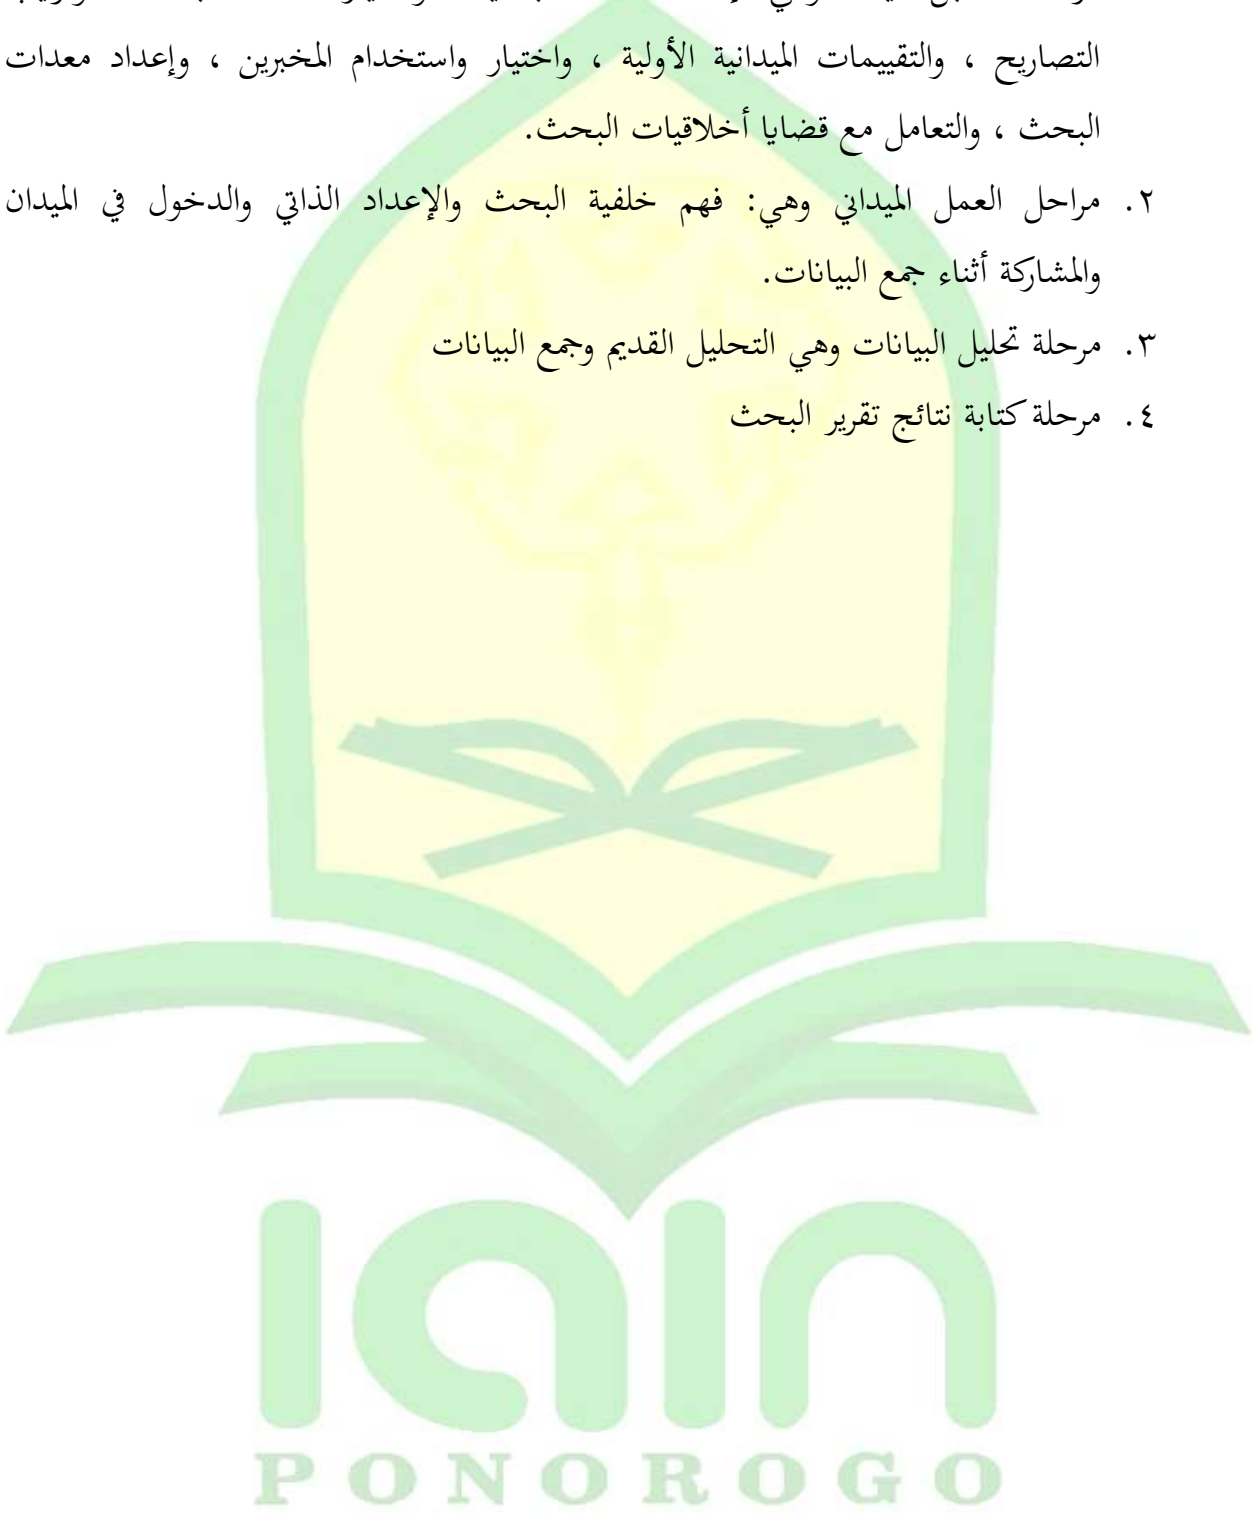 التصاريح ، والتقييمات الميدانية الأولية ، واختيار واستخدام المخبرين ، وإعداد معدات
البحث ، والتعامل مع قضايا أخلاقيات البحث.
٢. مراحل العمل الميداني وهي: فهم خلفية البحث والإعداد الذاتي والدخول في الميدان
والمشاركة أثناء جمع البيانات.
٣. مرحلة تحليل البيانات وهي التحليل القديم وجمع البيانات
٤. مرحلة كتابة نتائج تقرير البحث
iain
PONOROGO